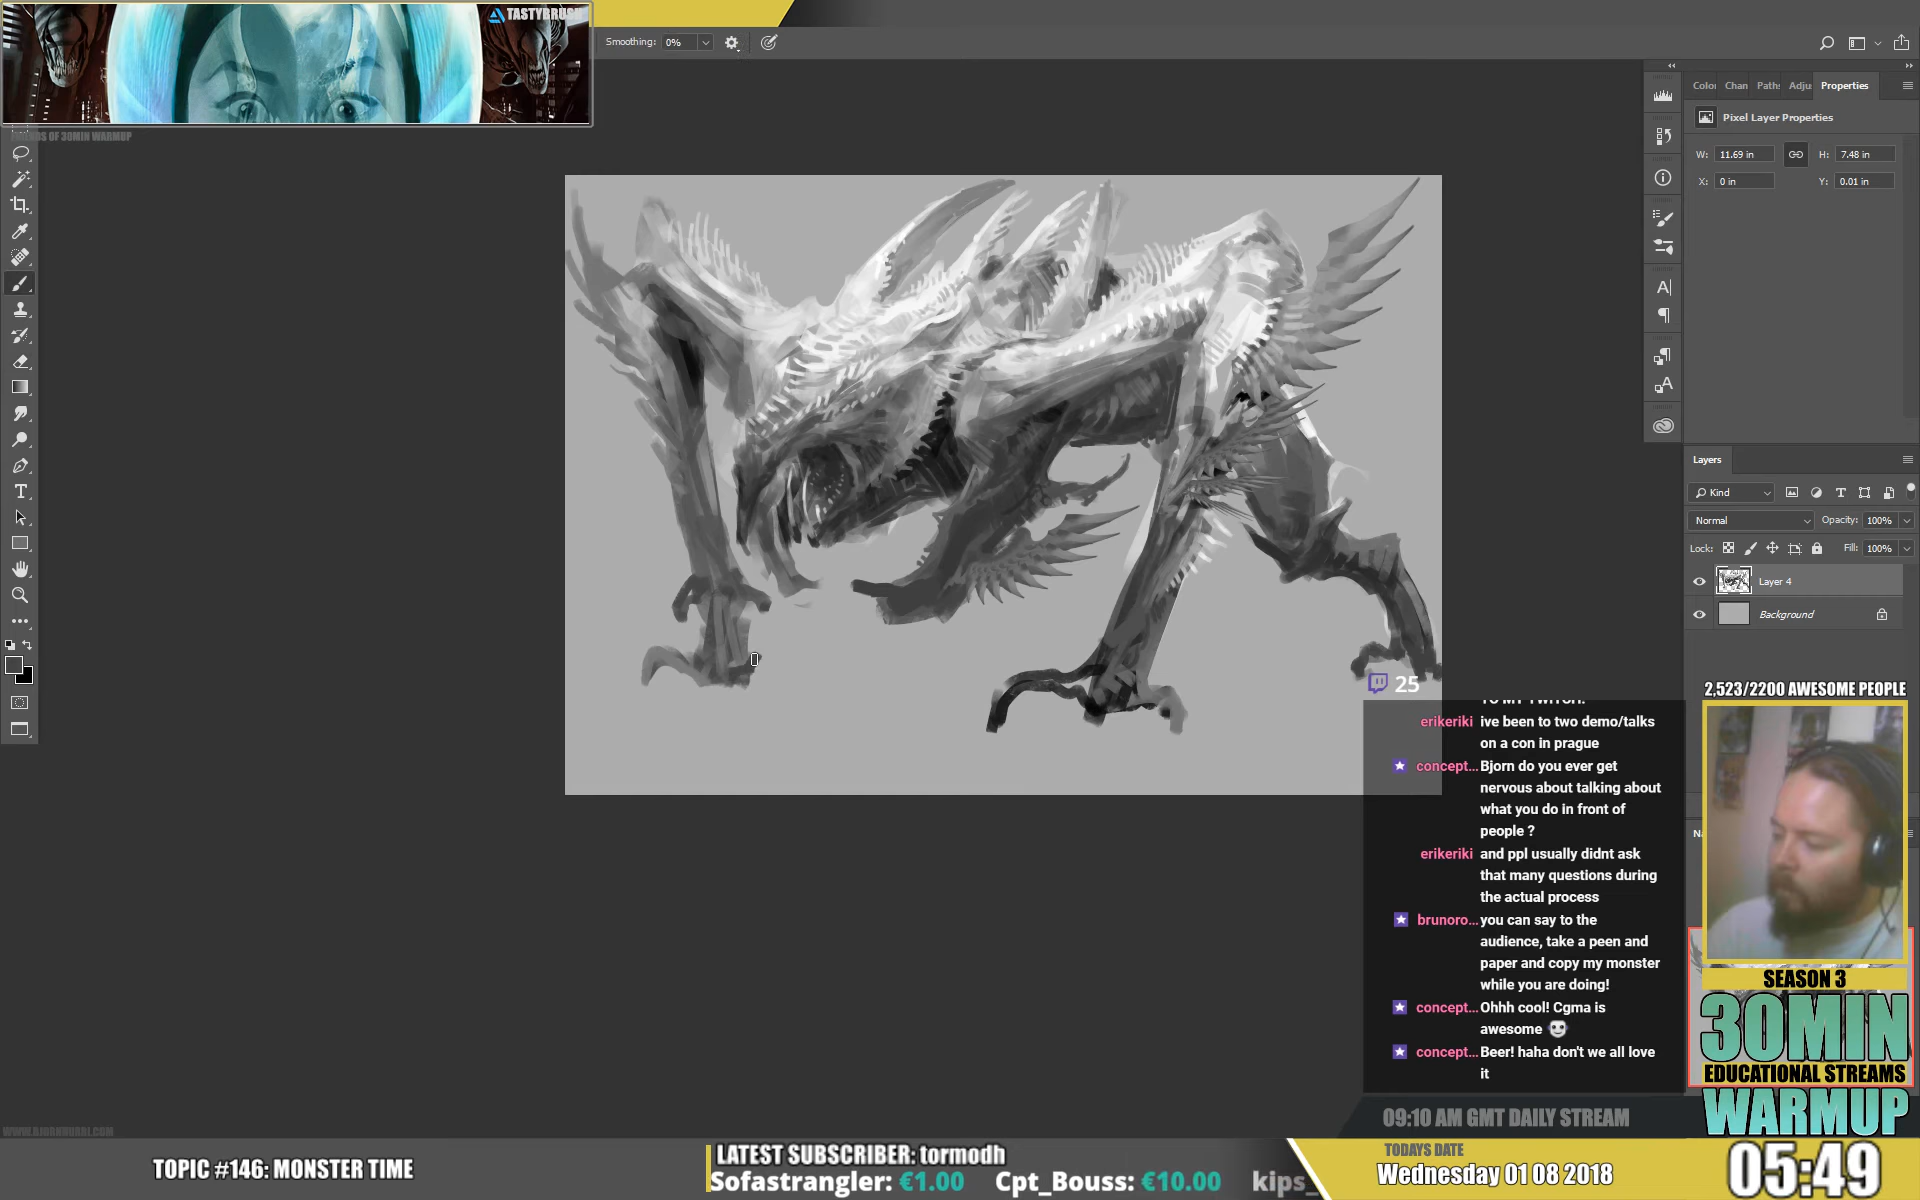 TASTYBRUSH
Smoothing: 0%
OF 30MIN WARMUP
Chan Paths Adju Properties
Pixel Layer Properties
W: 11.69 in H: 7.48 in
X: 0 in Y: 0.01 in
Layers
Kind
Normal Opacity: 100%
Lock: Fill: 100%
Layer 4
Background
25
2,523/2200 AWESOME PEOPLE
erikeriki ive been to two demo/talks
on a con in prague
concept... Bjorn do you ever get
nervous about talking about
what you do in front of
people ?
erikeriki and ppl usually didnt ask
that many questions during
the actual process
brunoro... you can say to the
audience, take a peen and
paper and copy my monster
while you are doing!
concept... Ohhh cool! Cgma is
awesome
concept... Beer! haha don't we all love
it
SEASON 3
30MIN
EDUCATIONAL STREAMS
WARMUP
09:10 AM GMT DAILY STREAM
TOPIC #146: MONSTER TIME
LATEST SUBSCRIBER: tormodh
Sofastrangler: €1.00 Cpt_Bouss: €10.00 kips_
TODAYS DATE
Wednesday 01 08 2018
05:49